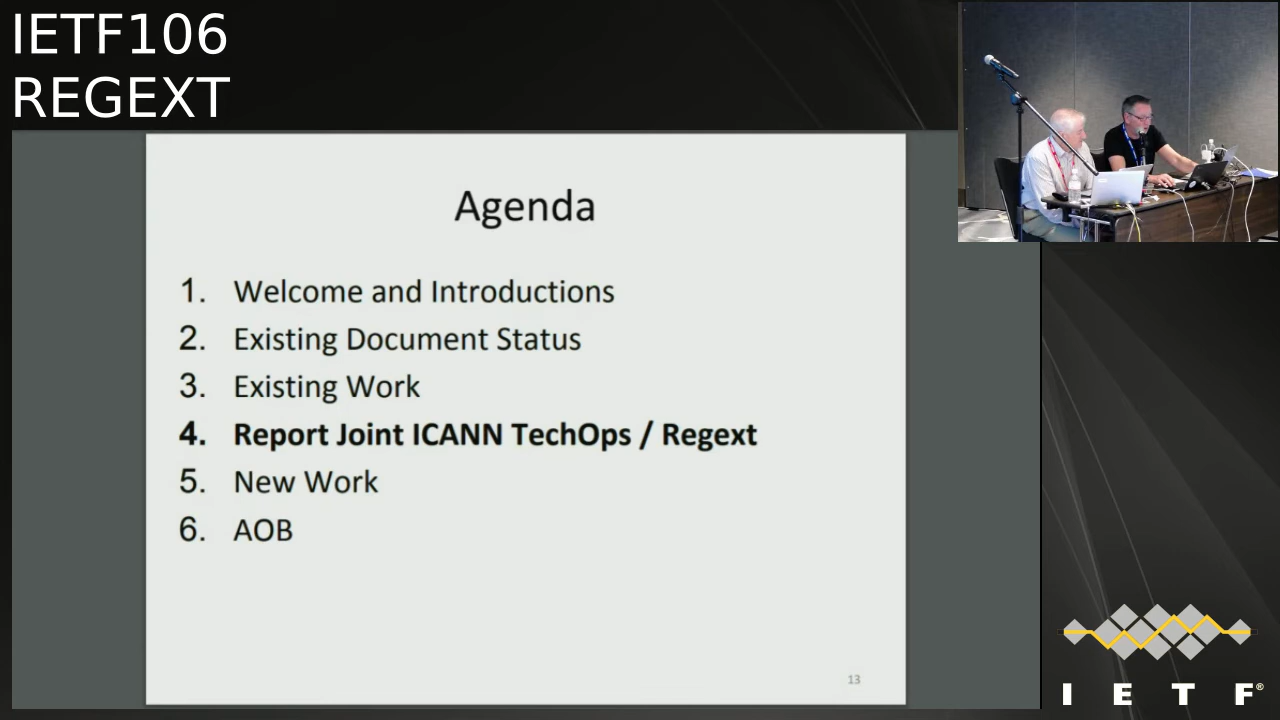 IETF106
REGEXT
Agenda
1. Welcome and Introductions
2. Existing Document Status
3. Existing Work
4. Report Joint ICANN TechOps / Regext
5. New Work
6. AOB
13
I E T F®